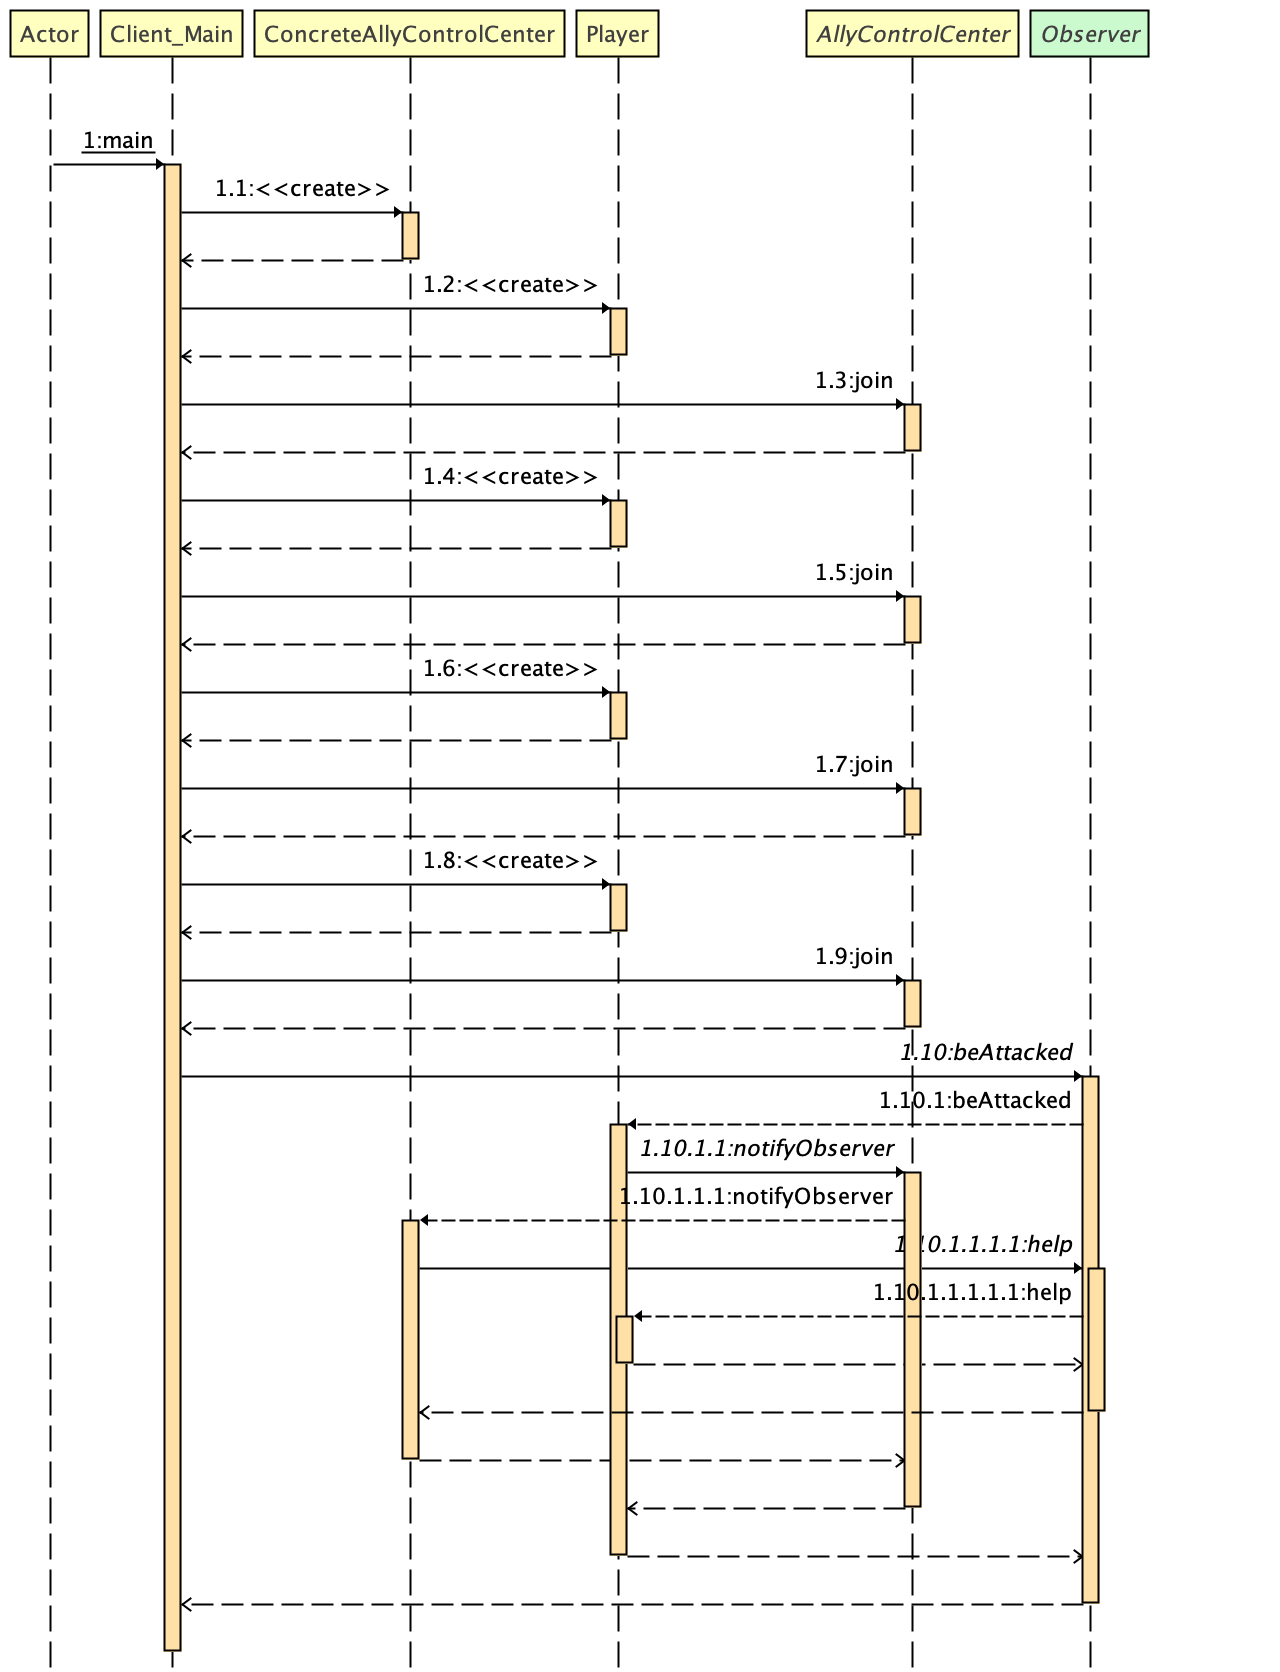 Actor
Client_Main
ConcreteAllyControlCenter
Player
AllyControlCenter
Observer
1:main
1.1:<<create>>
1.2:<<create>>
1.3:join
1.4:<<create>>
1.5:join
1.6:<<create>>
1.7:join
1.8:<<create>>
1.9:join
1.10:beAttacked
1.10.1:beAttacked
1.10.1.1:notifyObserver
1.10.1.1.1:notifyObserver
1.10.1.1.1.1:help
1.10.1.1.1.1.1:help